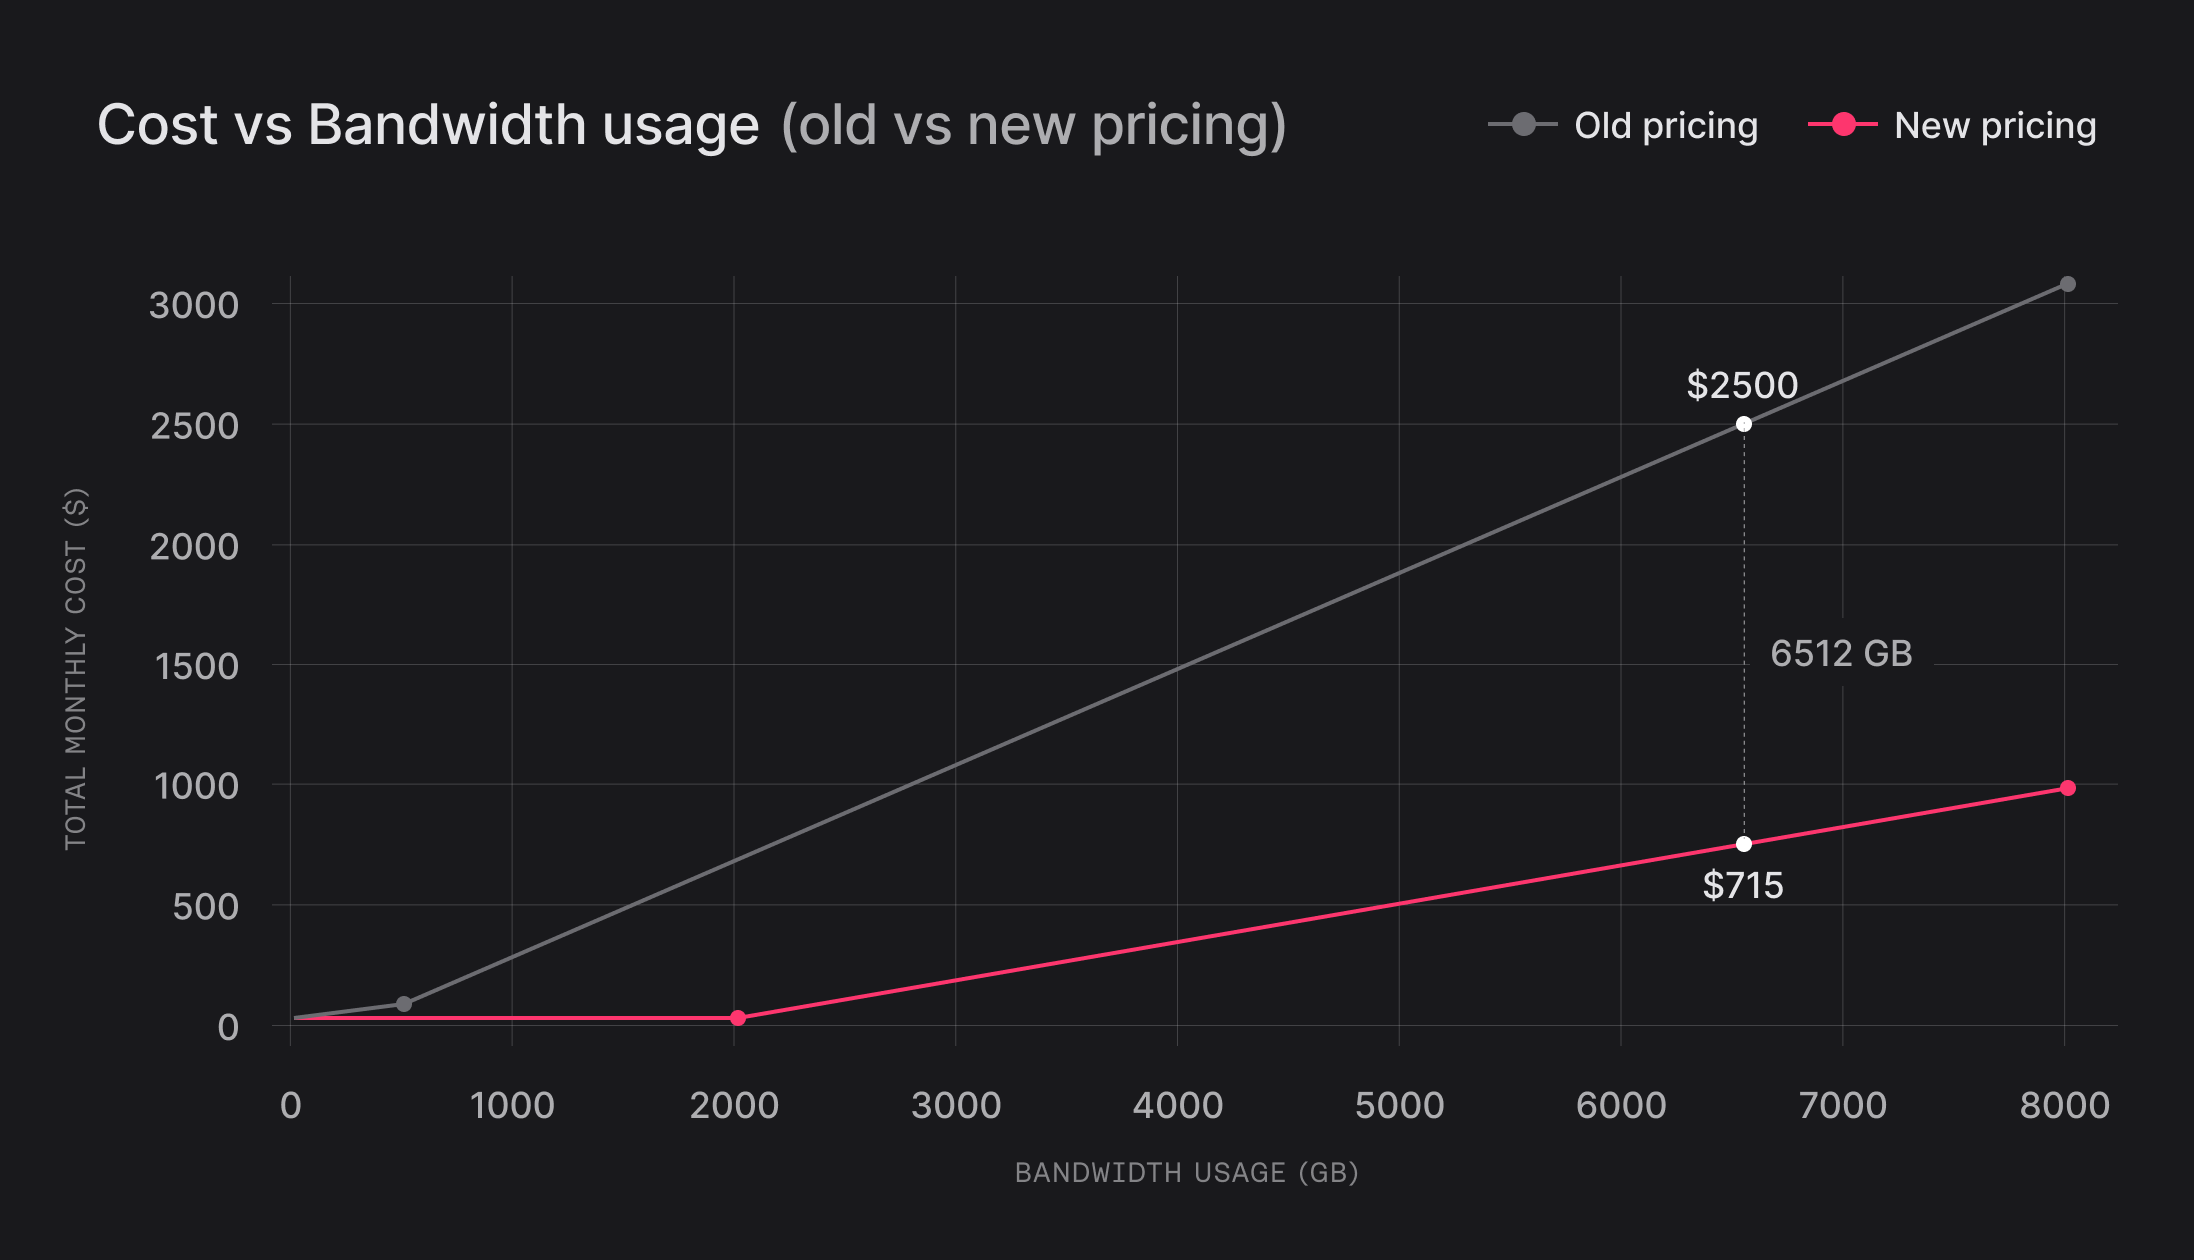 Cost vs Bandwidth usage (old vs new pricing)
Old pricing
New pricing
TOTAL MONTHLY COST ($)
3000
2500
2000
1500
1000
500
0
$2500
6512 GB
$715
0 1000 2000 3000 4000 5000 6000 7000 8000
BANDWIDTH USAGE (GB)